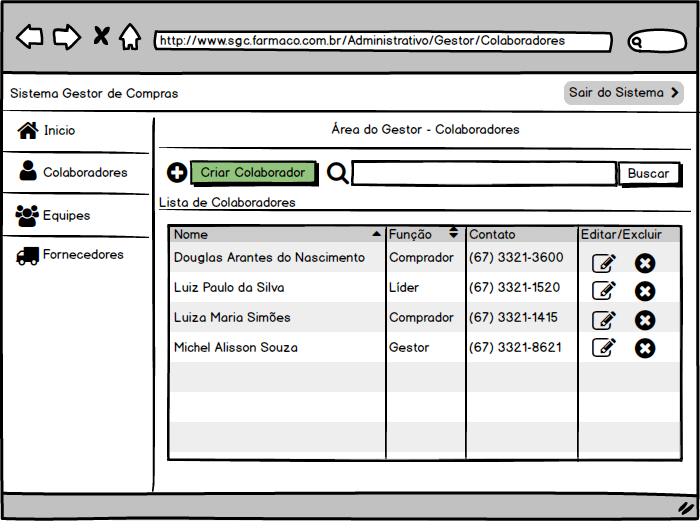 http://www.sgc.farmaco.com.br/Administrativo/Gestor/Colaboradores
Sistema Gestor de Compras
Sair do Sistema
Inicio
Colaboradores
Equipes
Fornecedores
Área do Gestor - Colaboradores
Criar Colaborador
Buscar
Lista de Colaboradores
Nome Função Contato Editar/Excluir
Douglas Arantes do Nascimento Comprador (67) 3321-3600
Luiz Paulo da Silva Líder (67) 3321-1520
Luiza Maria Simões Comprador (67) 3321-1415
Michel Alisson Souza Gestor (67) 3321-8621